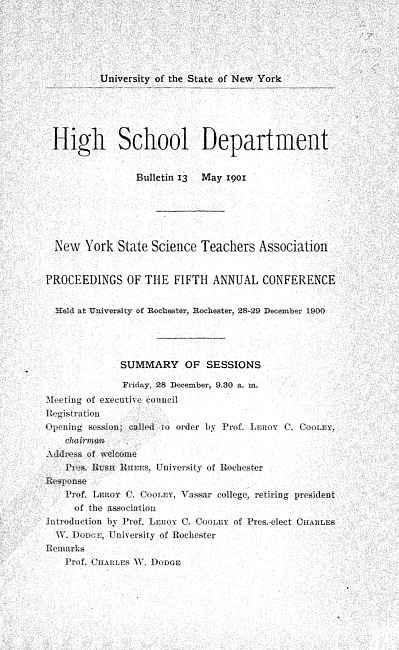 University of the State of New York
High School Department
Bulletin 13 May 1901
New York State Science Teachers Association
PROCEEDINGS OF THE FIFTH ANNUAL CONFERENCE
Held at University of Rochester, Rochester, 28-29 December 1900
SUMMARY OF SESSIONS
Friday, 28 December, 9.30 a. m.
Meeting of executive council
Registration
Opening session; called to order by Prof. LEROY C. COOLEY,
chairman
Address of welcome
Pres. RUSH RHEES, University of Rochester
Response
Prof. LEROY C. COOLEY, Vassar college, retiring president
of the association
Introduction by Prof. LEROY C. COOLEY of Pres.-elect CHARLES
W. DODGE, University of Rochester
Remarks
Prof. CHARLES W. DODGE